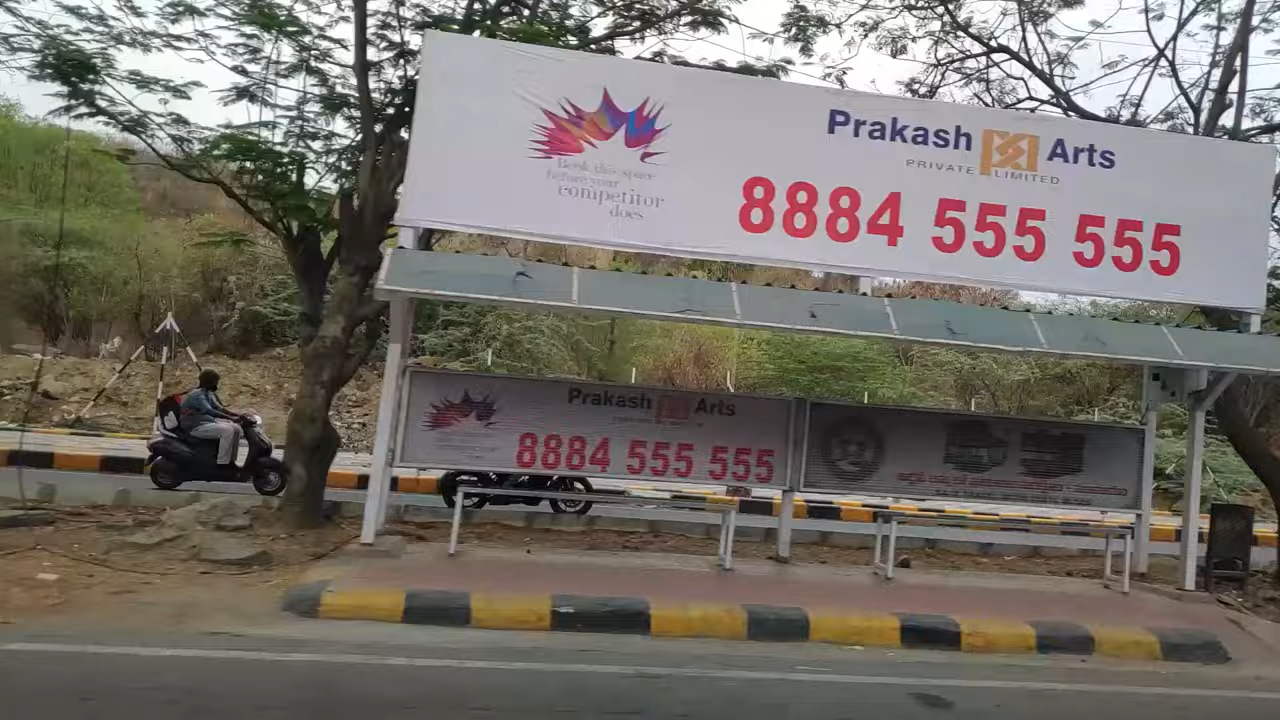 Book this space
before your
competitor
does
Prakash Arts
PRIVATE LIMITED
8884 555 555
Prakash Arts
8884 555 555